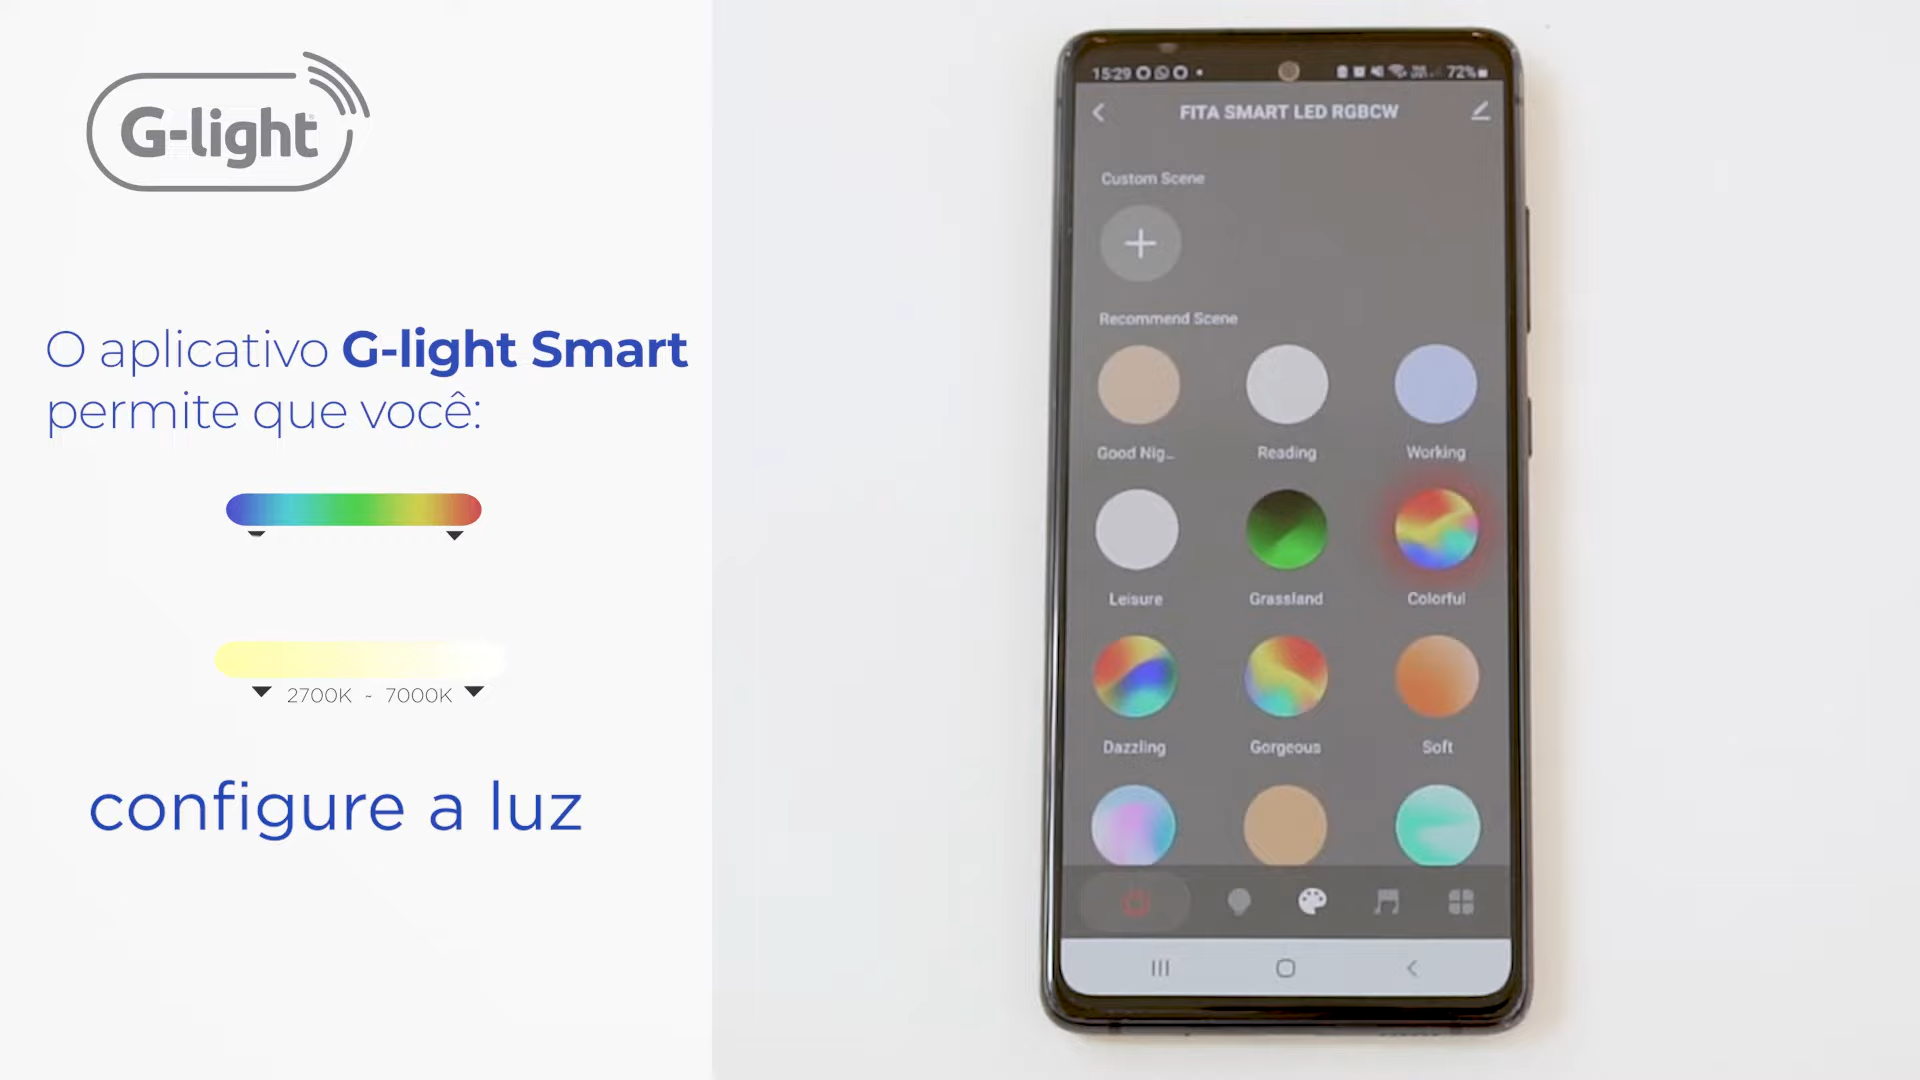 G-light
O aplicativo G-light Smart
permite que você:
2700K - 7000K
configure a luz
15:29
72%
FITA SMART LED RGBCW
Custom Scene
Recommend Scene
Good Nig...
Reading
Working
Leisure
Grassland
Colorful
Dazzling
Gorgeous
Soft